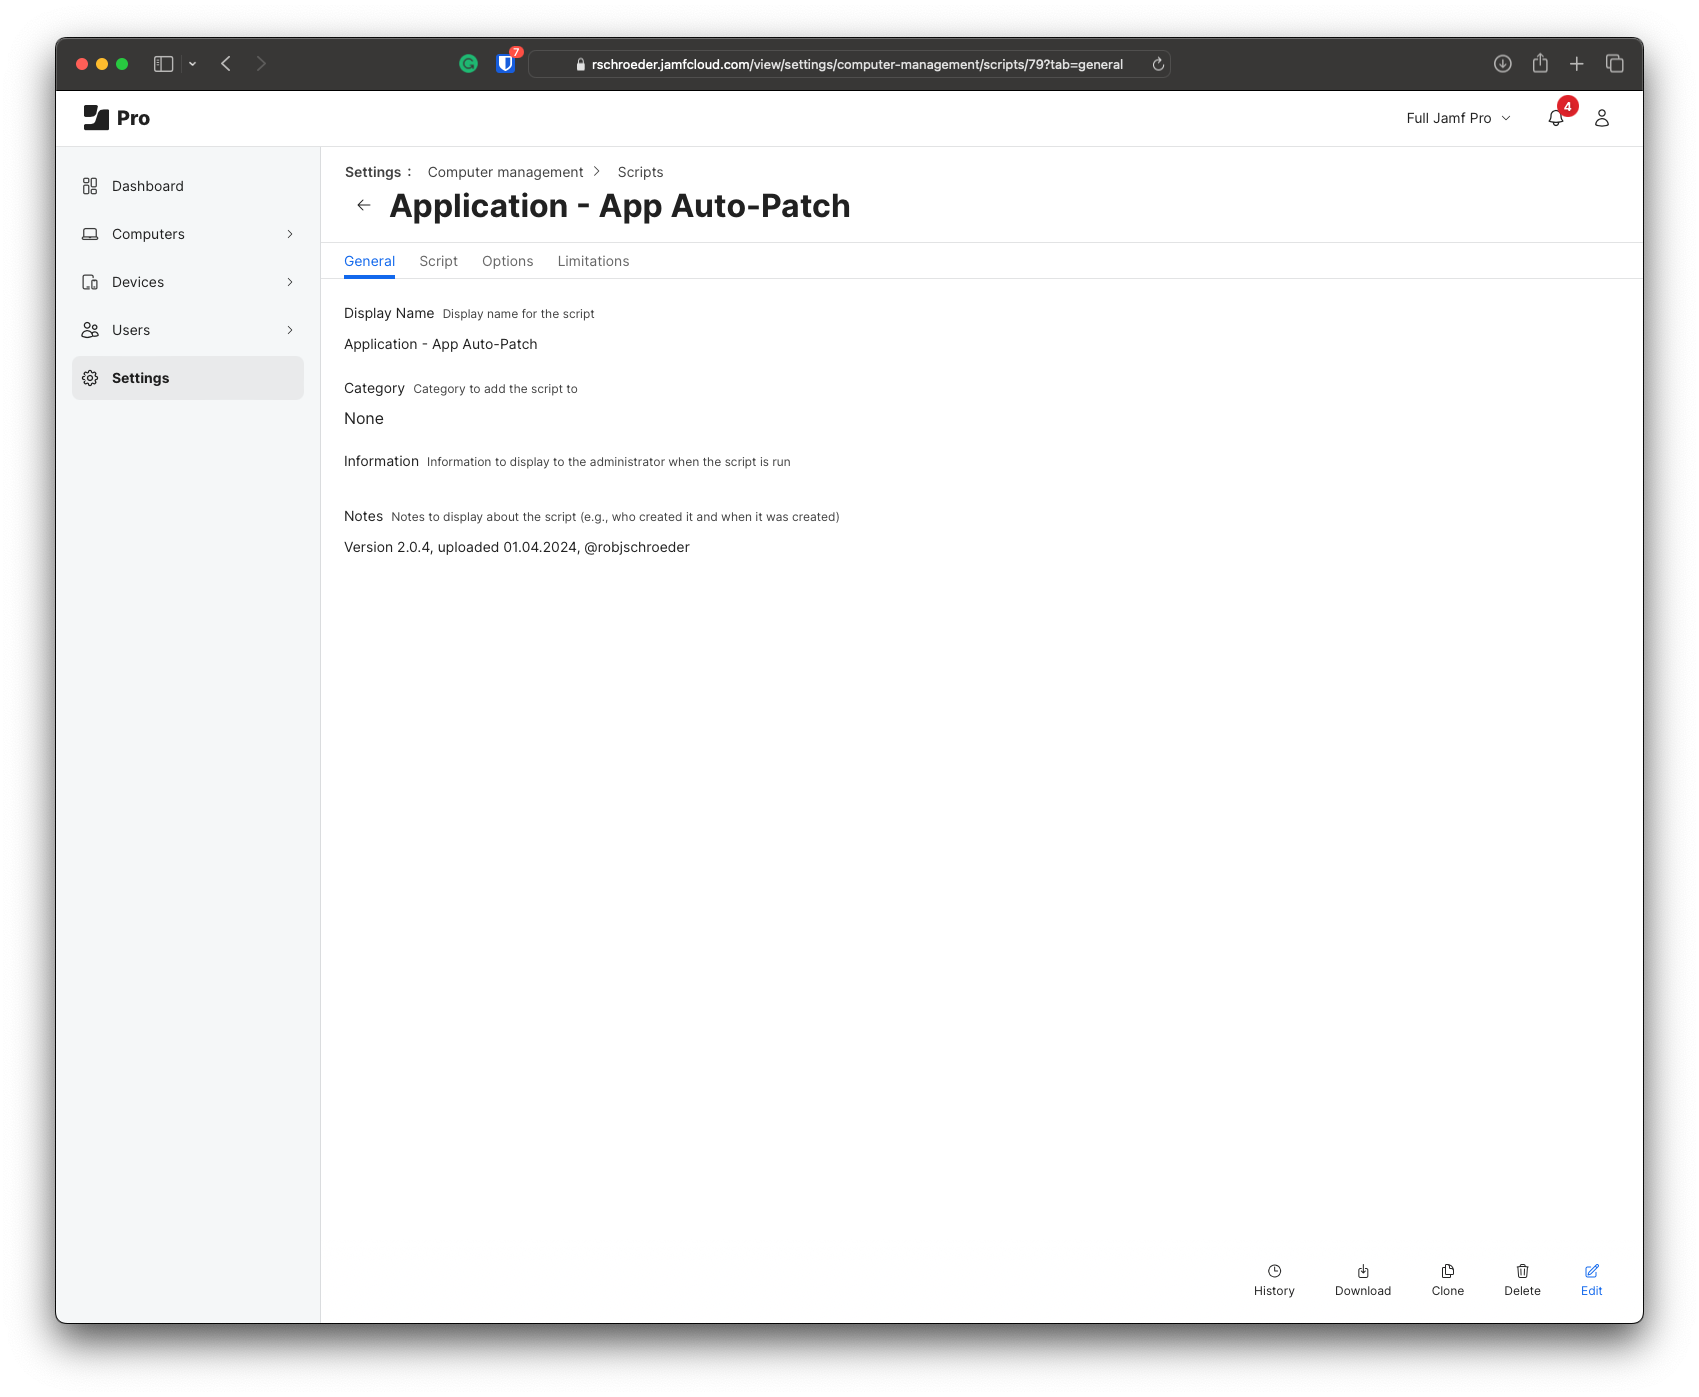 7
rschroeder.jamfcloud.com/view/settings/computer-management/scripts/79?tab=general
Pro
Full Jamf Pro
4
Dashboard
Computers
Devices
Users
Settings
Settings : Computer management Scripts
Application - App Auto-Patch
General Script Options Limitations
Display Name Display name for the script
Application - App Auto-Patch
Category Category to add the script to
None
Information Information to display to the administrator when the script is run
Notes Notes to display about the script (e.g., who created it and when it was created)
Version 2.0.4, uploaded 01.04.2024, @robjschroeder
History Download Clone Delete Edit